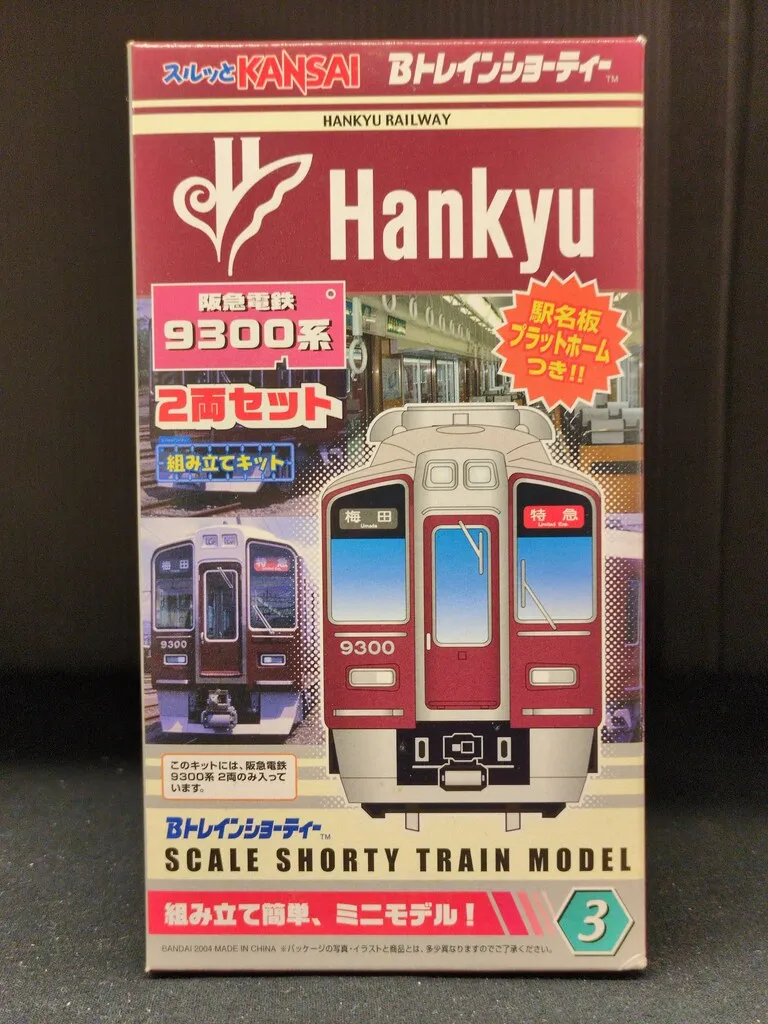 スルッとKANSAI Bトレインショーティー™
HANKYU RAILWAY
Hankyu
阪急電鉄
9300系
駅名板
プラットホーム
つき!!
2両セット
組み立てキット
梅田
Umeda
特急
Limited Exp.
9300
梅田
特急
9300
このキットには、阪急電鉄
9300系 2両のみ入って
います。
Bトレインショーティー™
SCALE SHORTY TRAIN MODEL
組み立て簡単、ミニモデル!
3
©BANDAI 2004 MADE IN CHINA ※パッケージの写真・イラストと商品とは、多少異なりますのでご了承ください。